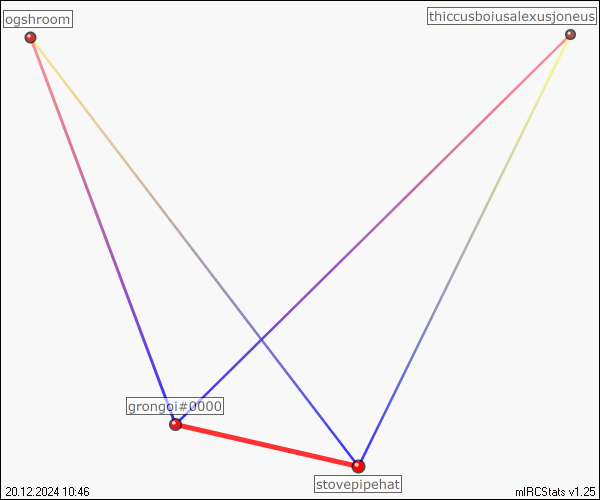 ogshroom
thiccusboiusalexusjoneus
grongoi#0000
stovepipehat
20.12.2024 10:46
mIRCStats v1.25